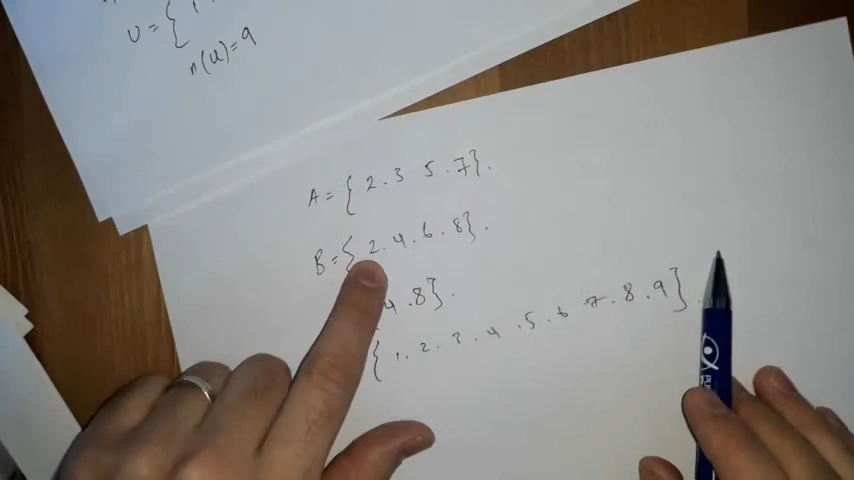 U = {
n(U) = 9
A = { 2. 3 5 . 7}.
B = { 2. 4 . 6 . 8}.
4 . 8}.
{ 1. 2. 3 . 4 . 5 . 6 7 . 8 . 9}.